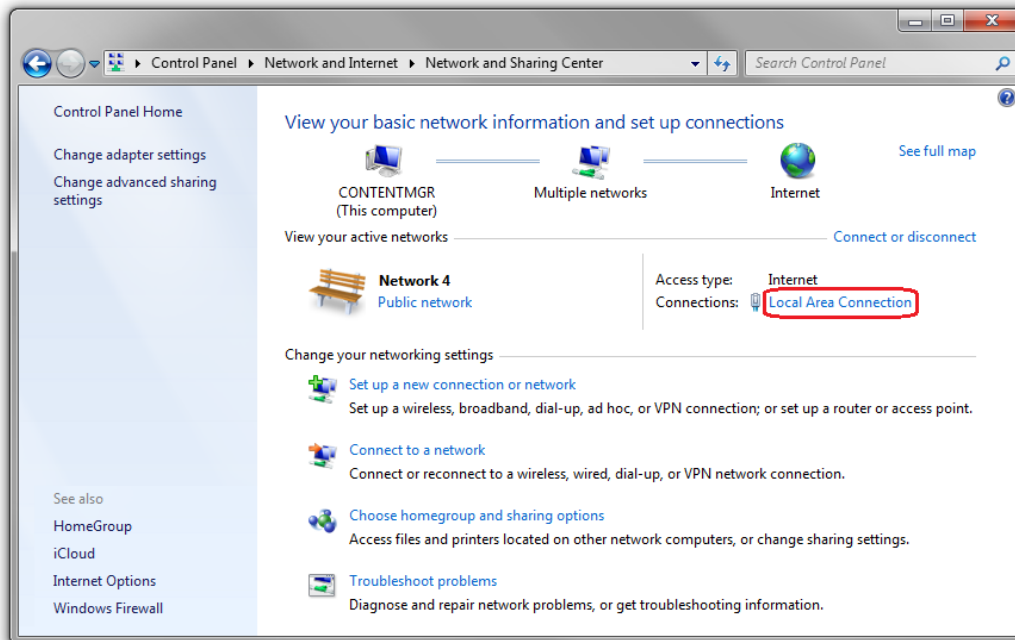 Control Panel Network and Internet Network and Sharing Center Search Control Panel
Control Panel Home
Change adapter settings
Change advanced sharing
settings
See also
HomeGroup
iCloud
Internet Options
Windows Firewall
View your basic network information and set up connections
CONTENTMGR
(This computer)
Multiple networks
Internet
See full map
View your active networks
Connect or disconnect
Network 4
Public network
Access type: Internet
Connections: Local Area Connection
Change your networking settings
Set up a new connection or network
Set up a wireless, broadband, dial-up, ad hoc, or VPN connection; or set up a router or access point.
Connect to a network
Connect or reconnect to a wireless, wired, dial-up, or VPN network connection.
Choose homegroup and sharing options
Access files and printers located on other network computers, or change sharing settings.
Troubleshoot problems
Diagnose and repair network problems, or get troubleshooting information.